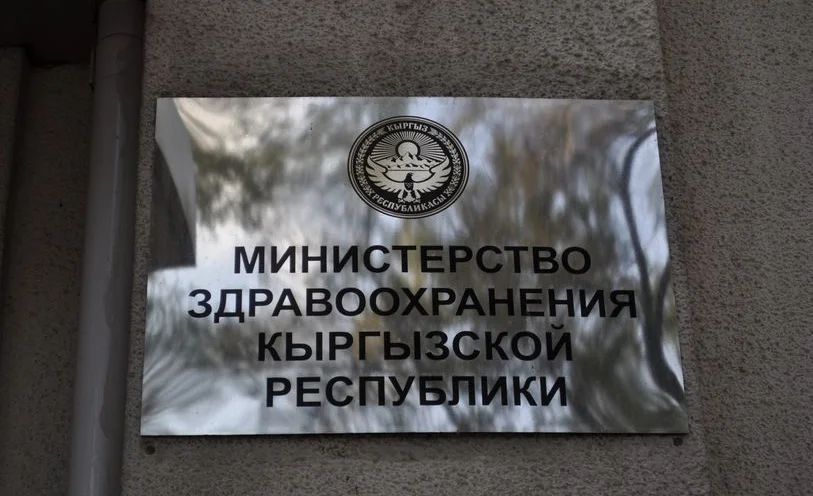 КЫРГЫЗ
РЕСПУБЛИКАСЫ
МИНИСТЕРСТВО
ЗДРАВООХРАНЕНИЯ
КЫРГЫЗСКОЙ
РЕСПУБЛИКИ